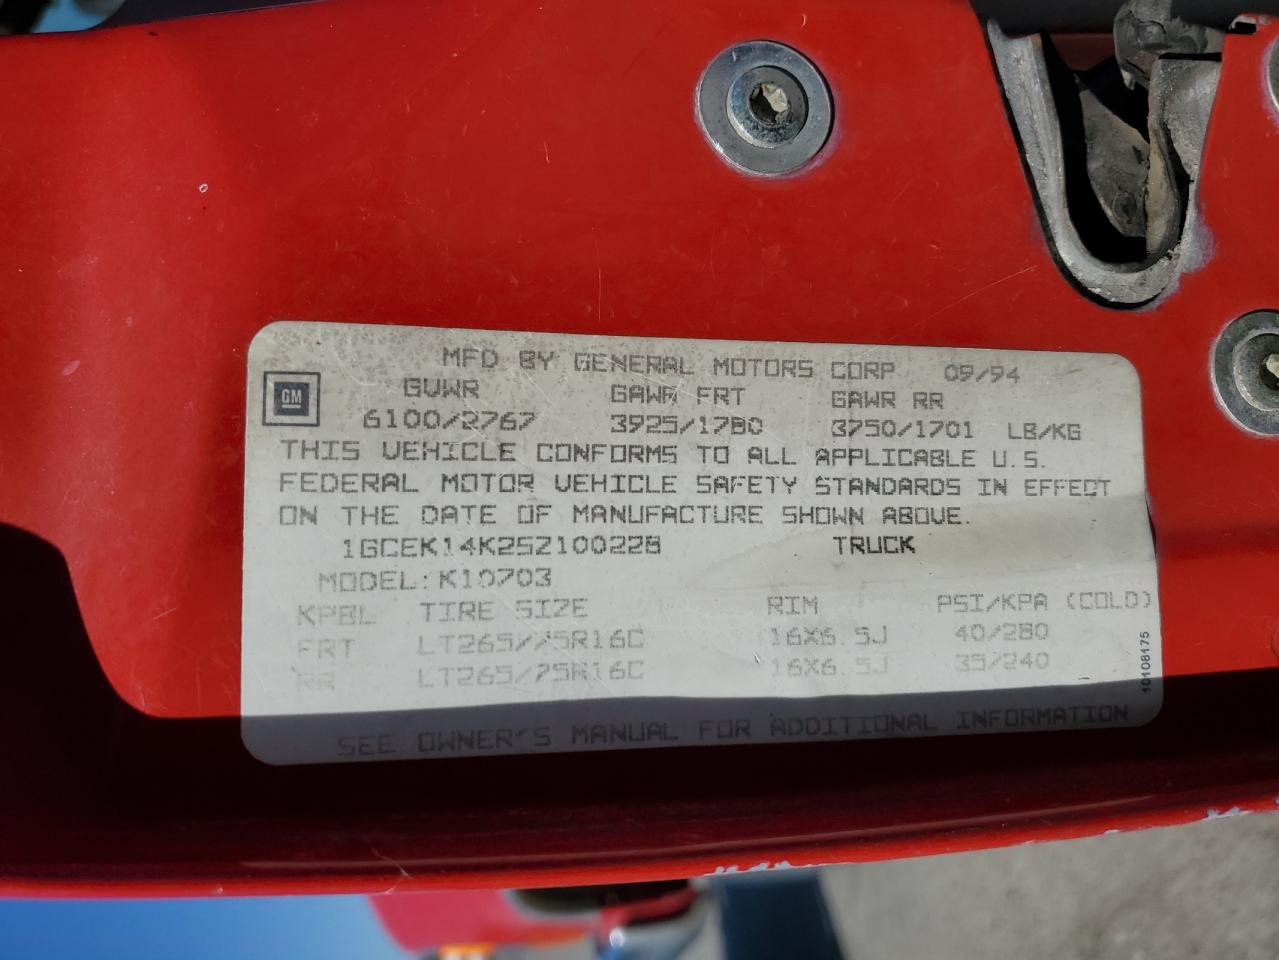 MFD BY GENERAL MOTORS CORP 09/94
GM
GVWR GAWR FRT GAWR RR
6100/2767 3925/1780 3750/1701 LB/KG
THIS VEHICLE CONFORMS TO ALL APPLICABLE U.S.
FEDERAL MOTOR VEHICLE SAFETY STANDARDS IN EFFECT
ON THE DATE OF MANUFACTURE SHOWN ABOVE.
1GCEK14K2SZ100228 TRUCK
MODEL: K10703
KPBL TIRE SIZE RIM PSI/KPA (COLD)
FRT LT265/75R16C 16X6.5J 40/280
RR LT265/75R16C 16X6.5J 35/240
SEE OWNER'S MANUAL FOR ADDITIONAL INFORMATION
10108175